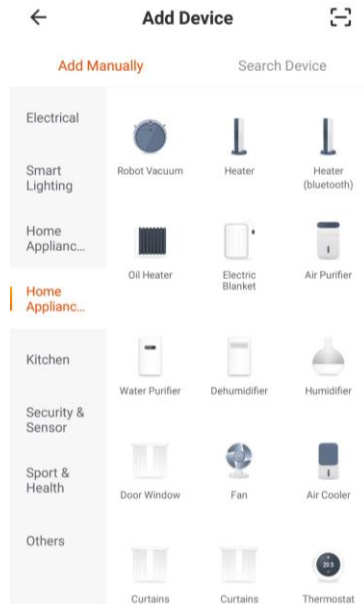 Add Device
Add Manually
Search Device
Electrical
Smart
Lighting
Home
Applianc...
Home
Applianc...
Kitchen
Security &
Sensor
Sport &
Health
Others
Robot Vacuum
Heater
Heater
(bluetooth)
Oil Heater
Electric
Blanket
Air Purifier
Water Purifier
Dehumidifier
Humidifier
Door Window
Fan
Air Cooler
Curtains
Curtains
Thermostat